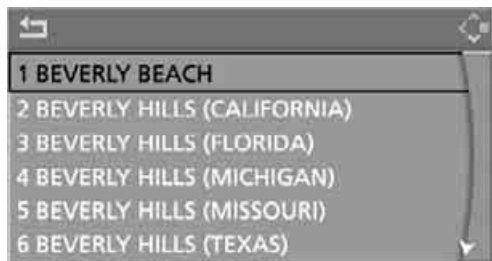 1 BEVERLY BEACH
2 BEVERLY HILLS (CALIFORNIA)
3 BEVERLY HILLS (FLORIDA)
4 BEVERLY HILLS (MICHIGAN)
5 BEVERLY HILLS (MISSOURI)
6 BEVERLY HILLS (TEXAS)